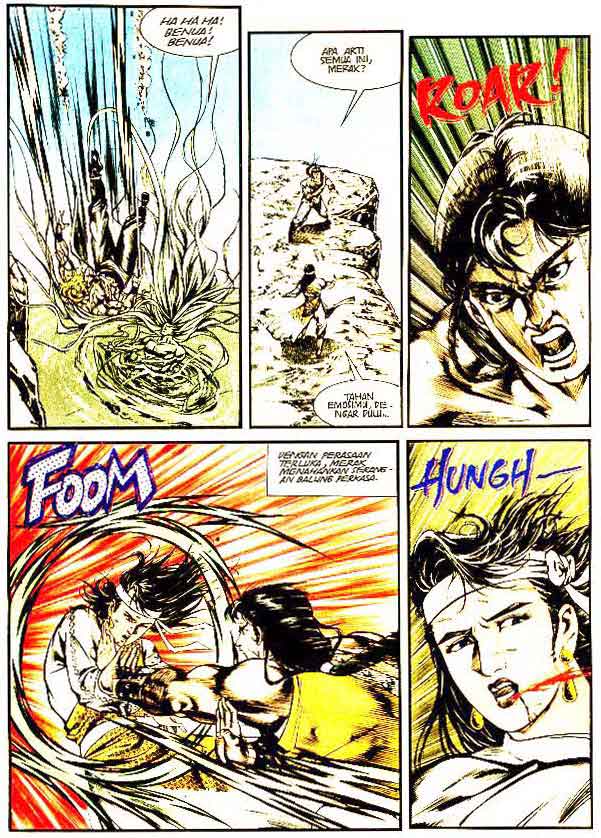 HA HA HA!
BENUA!
BENUA!
APA ARTI
SEMUA INI,
MERAK?
TAHAN
EMOSIMU, DE-
NGAR DULU...
ROAR!
FOOM
DENGAN PERASAAN
TERLUKA, MERAK
MENAHANKAN SERANG-
AN BALUNG PERKASA.
HUNGH—